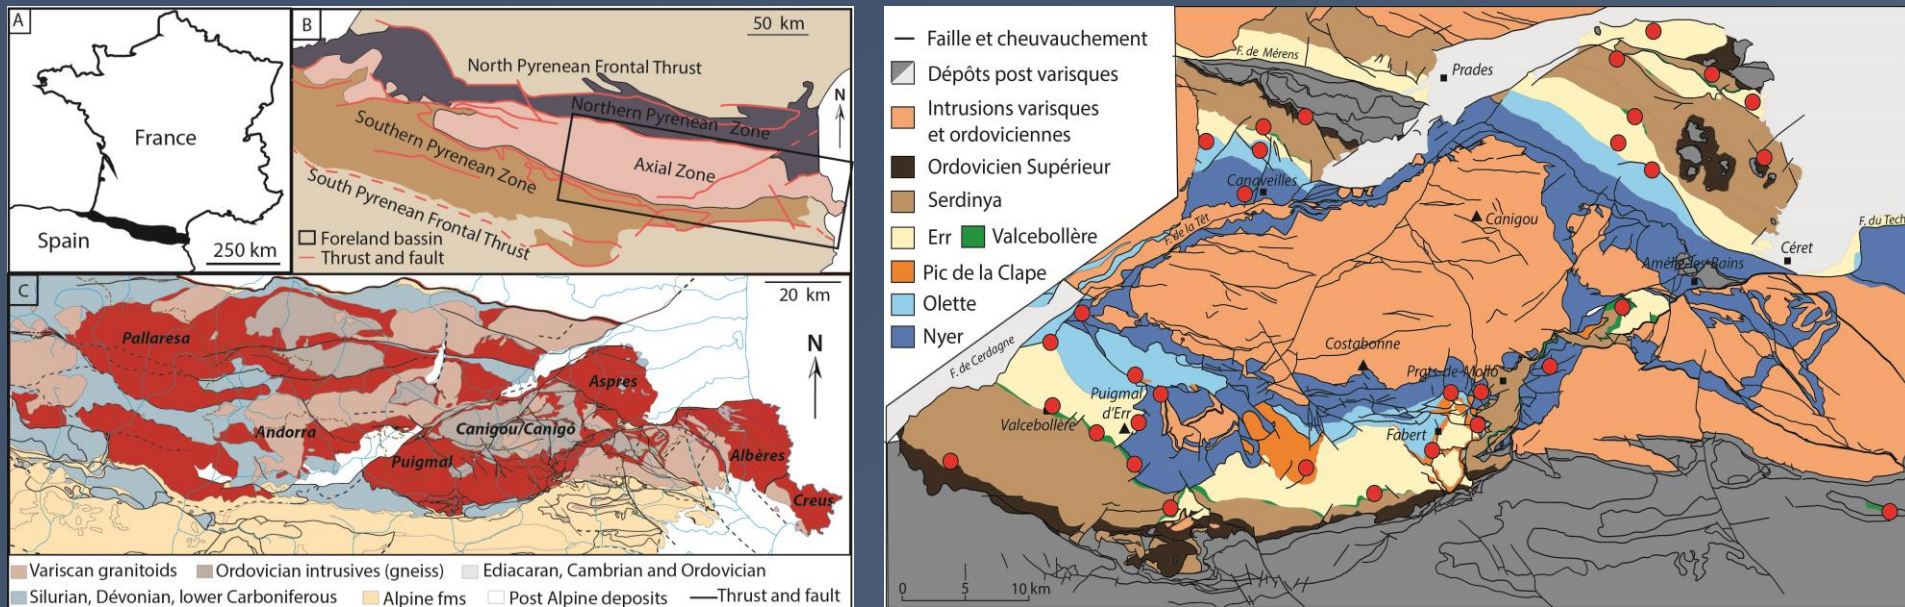 A
France
Spain
250 km
B
50 km
North Pyrenean Frontal Thrust
N
Northern Pyrenean Zone
Southern Pyrenean Zone
Axial Zone
South Pyrenean Frontal Thrust
Foreland basin
Thrust and fault
C
20 km
Pallaresa
N
Aspres
Andorra
Canigou/Canigó
Puigmal
Albères
Creus
Variscan granitoids
Ordovician intrusives (gneiss)
Ediacaran, Cambrian and Ordovician
Silurian, Dévonian, lower Carboniferous
Alpine fms
Post Alpine deposits
Thrust and fault
Faille et cheuvauchement
Dépôts post varisques
Intrusions varisques
et ordoviciennes
Ordovicien Supérieur
Serdinya
Err
Valcebollère
Pic de la Clape
Olette
Nyer
F. de Mérens
Prades
Canaveilles
F. de la Têt
Canigou
F. du Tech
Céret
Amélie-les-Bains
F. de Cerdagne
Costabonne
Prats-de-Mollo
Puigmal
d'Err
Valcebollère
Fabert
0
5
10 km